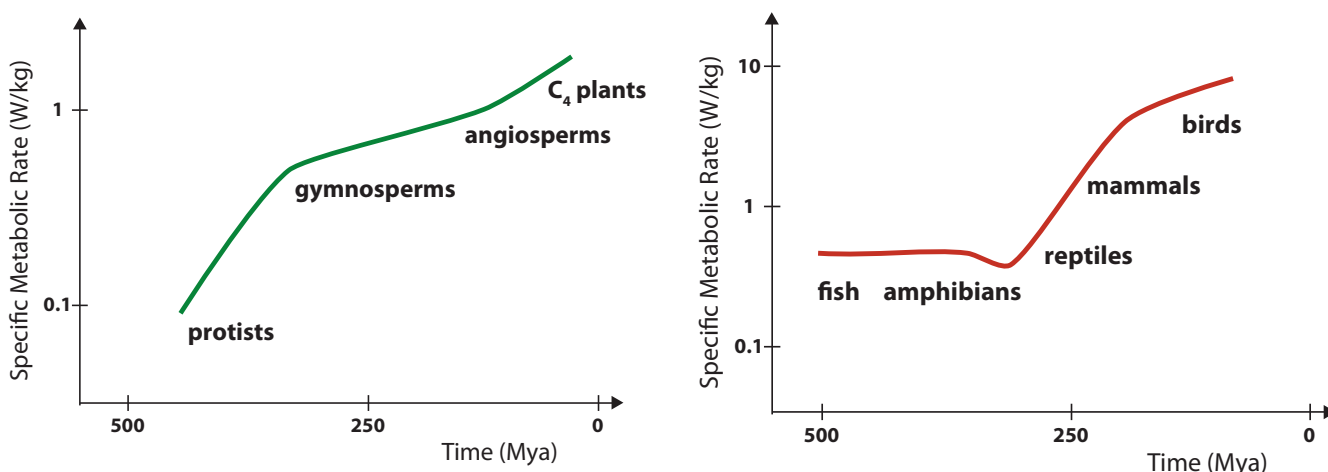 Specific Metabolic Rate (W/kg)
1
0.1
C₄ plants
angiosperms
gymnosperms
protists
500
250
0
Time (Mya)
Specific Metabolic Rate (W/kg)
10
1
0.1
birds
mammals
reptiles
fish amphibians
500
250
0
Time (Mya)